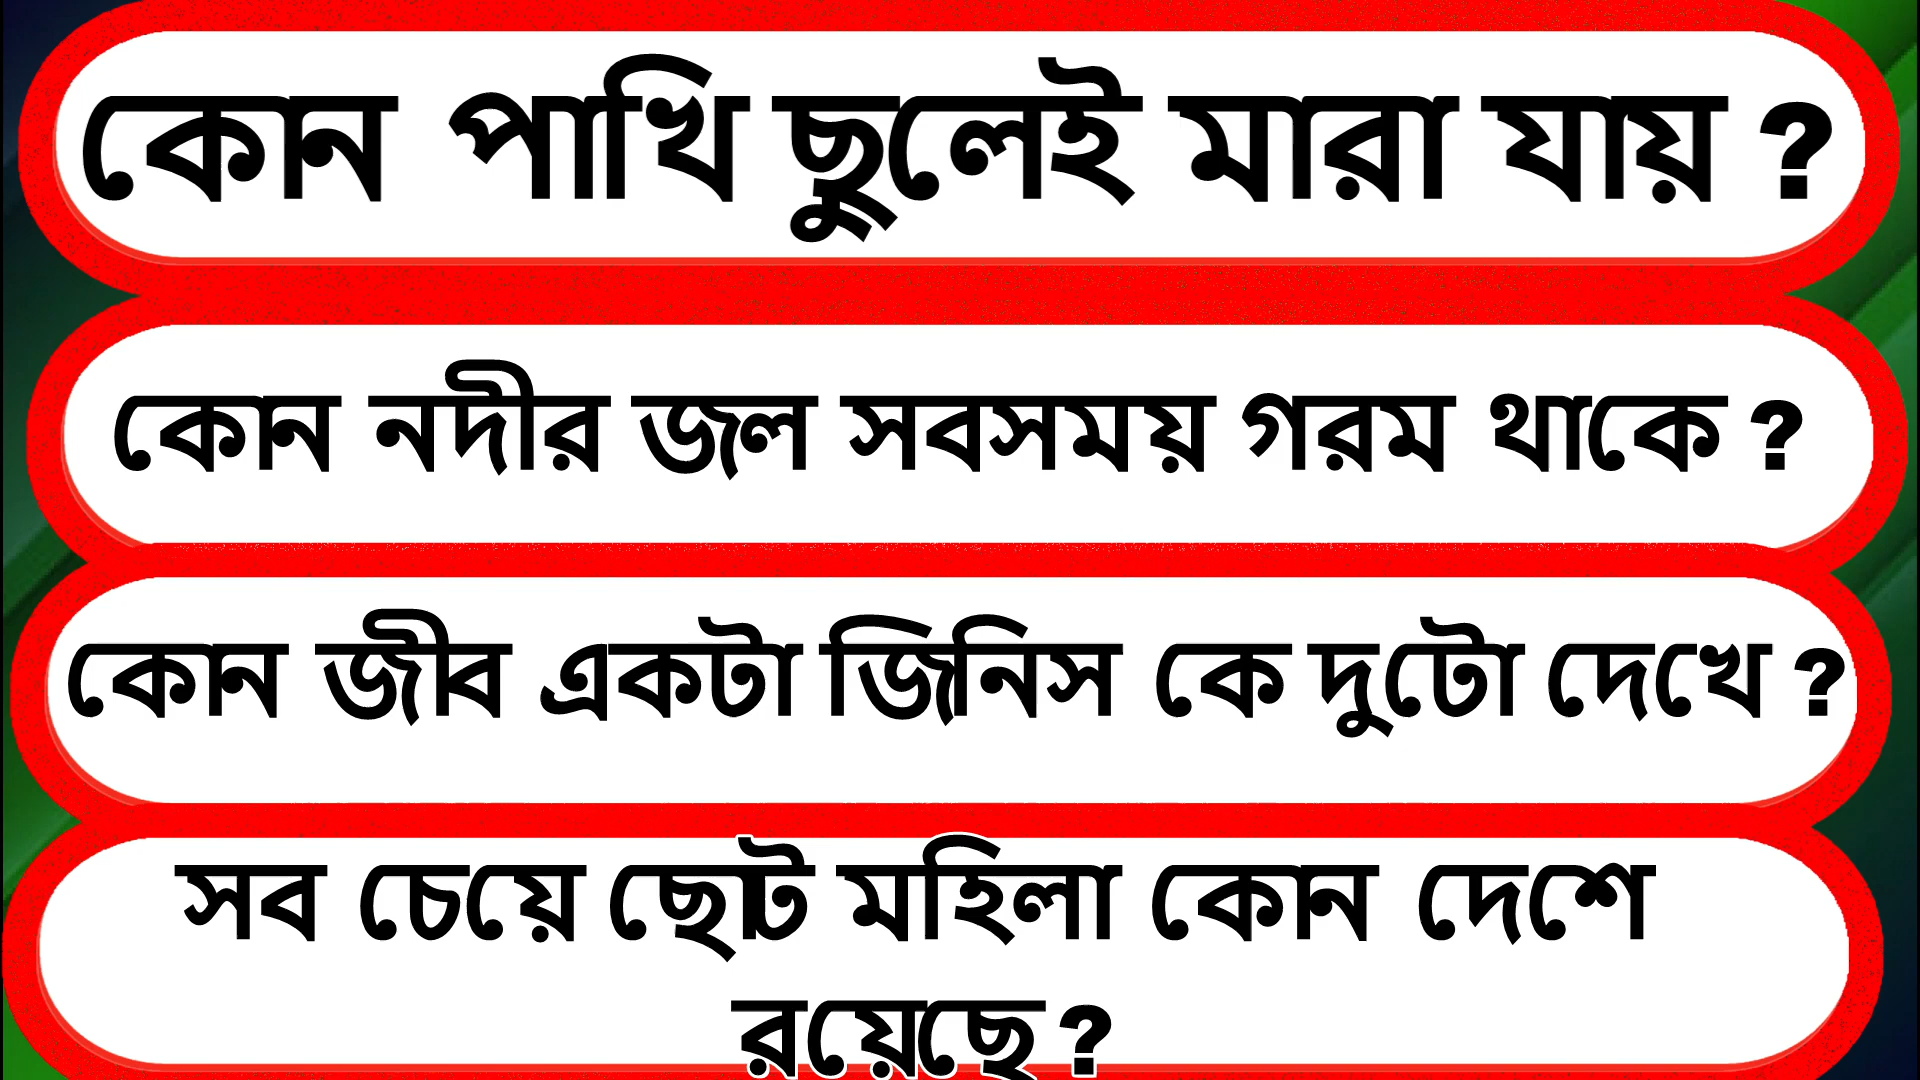 কোন পাখি ছুলেই মারা যায় ?
কোন নদীর জল সবসময় গরম থাকে ?
কোন জীব একটা জিনিস কে দুটো দেখে ?
সব চেয়ে ছোট মহিলা কোন দেশে
রয়েছে ?